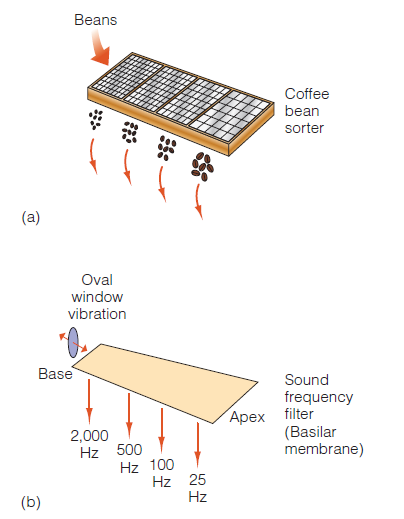 Beans
Coffee
bean
sorter
(a)
Oval
window
vibration
Base
Apex
Sound
frequency
filter
(Basilar
membrane)
2,000
Hz
500
Hz
100
Hz
25
Hz
(b)